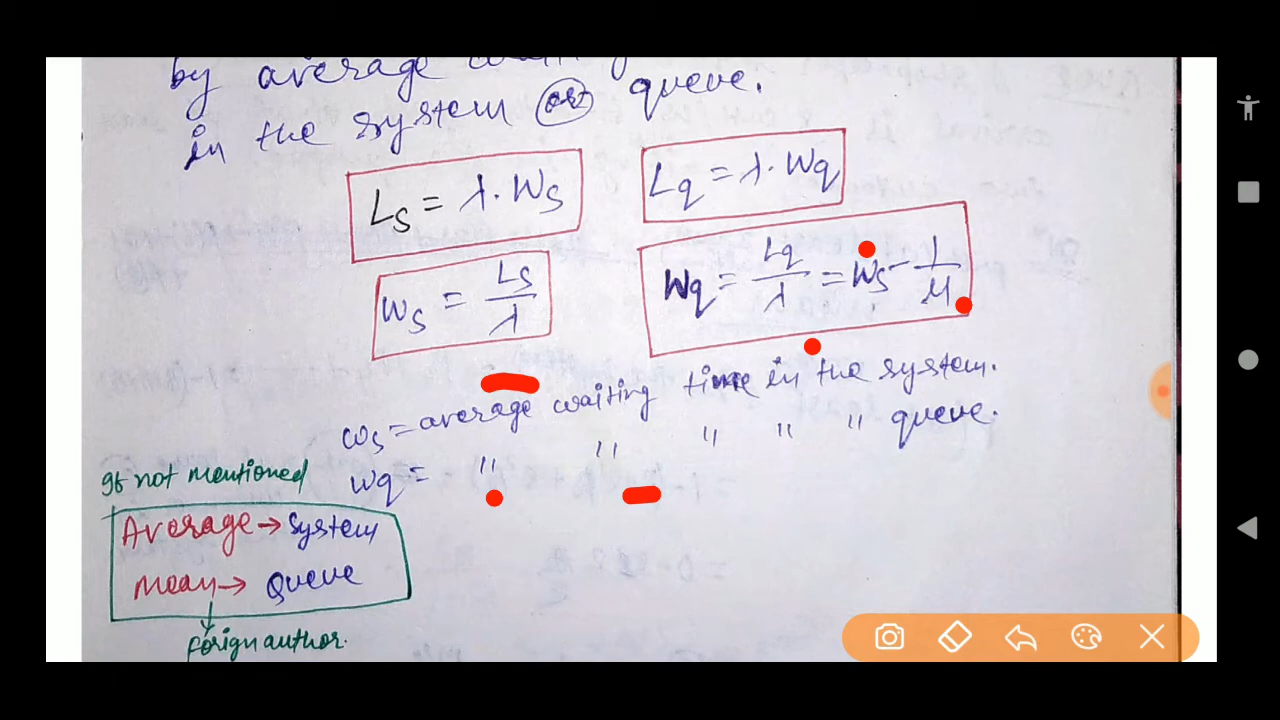 by average
in the system or queue.
Ls = λ. Ws
Lq = λ. Wq
Ws = Ls/λ
Wq = Lq/λ = Ws - 1/μ
Ws = average waiting time in the system.
Wq = " " " " " queue.
If not mentioned
Average → System
Mean → Queue
forign author.